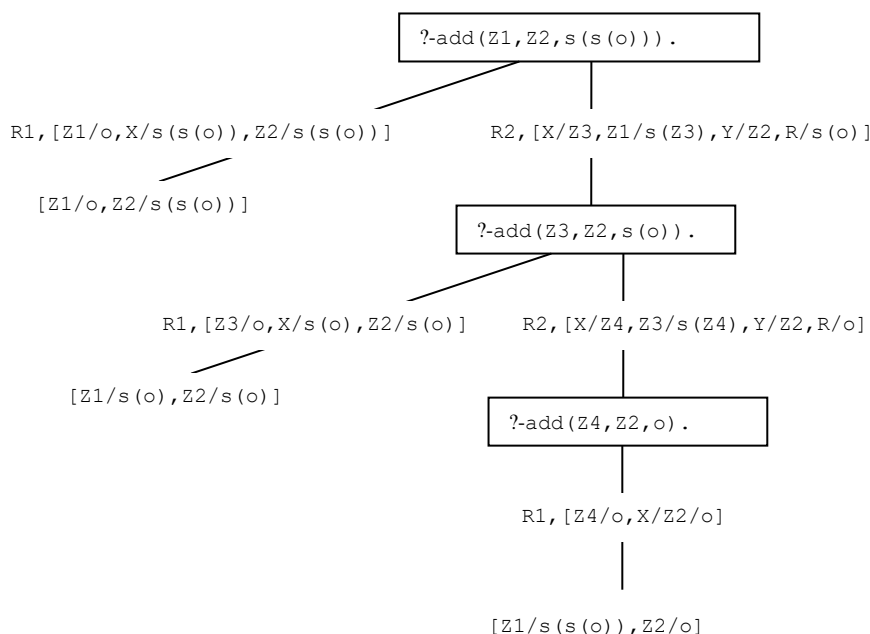 ?-add(Z1,Z2,s(s(o))).
R1,[Z1/o,X/s(s(o)),Z2/s(s(o))]
R2,[X/Z3,Z1/s(Z3),Y/Z2,R/s(o)]
[Z1/o,Z2/s(s(o))]
?-add(Z3,Z2,s(o)).
R1,[Z3/o,X/s(o),Z2/s(o)]
R2,[X/Z4,Z3/s(Z4),Y/Z2,R/o]
[Z1/s(o),Z2/s(o)]
?-add(Z4,Z2,o).
R1,[Z4/o,X/Z2/o]
[Z1/s(s(o)),Z2/o]